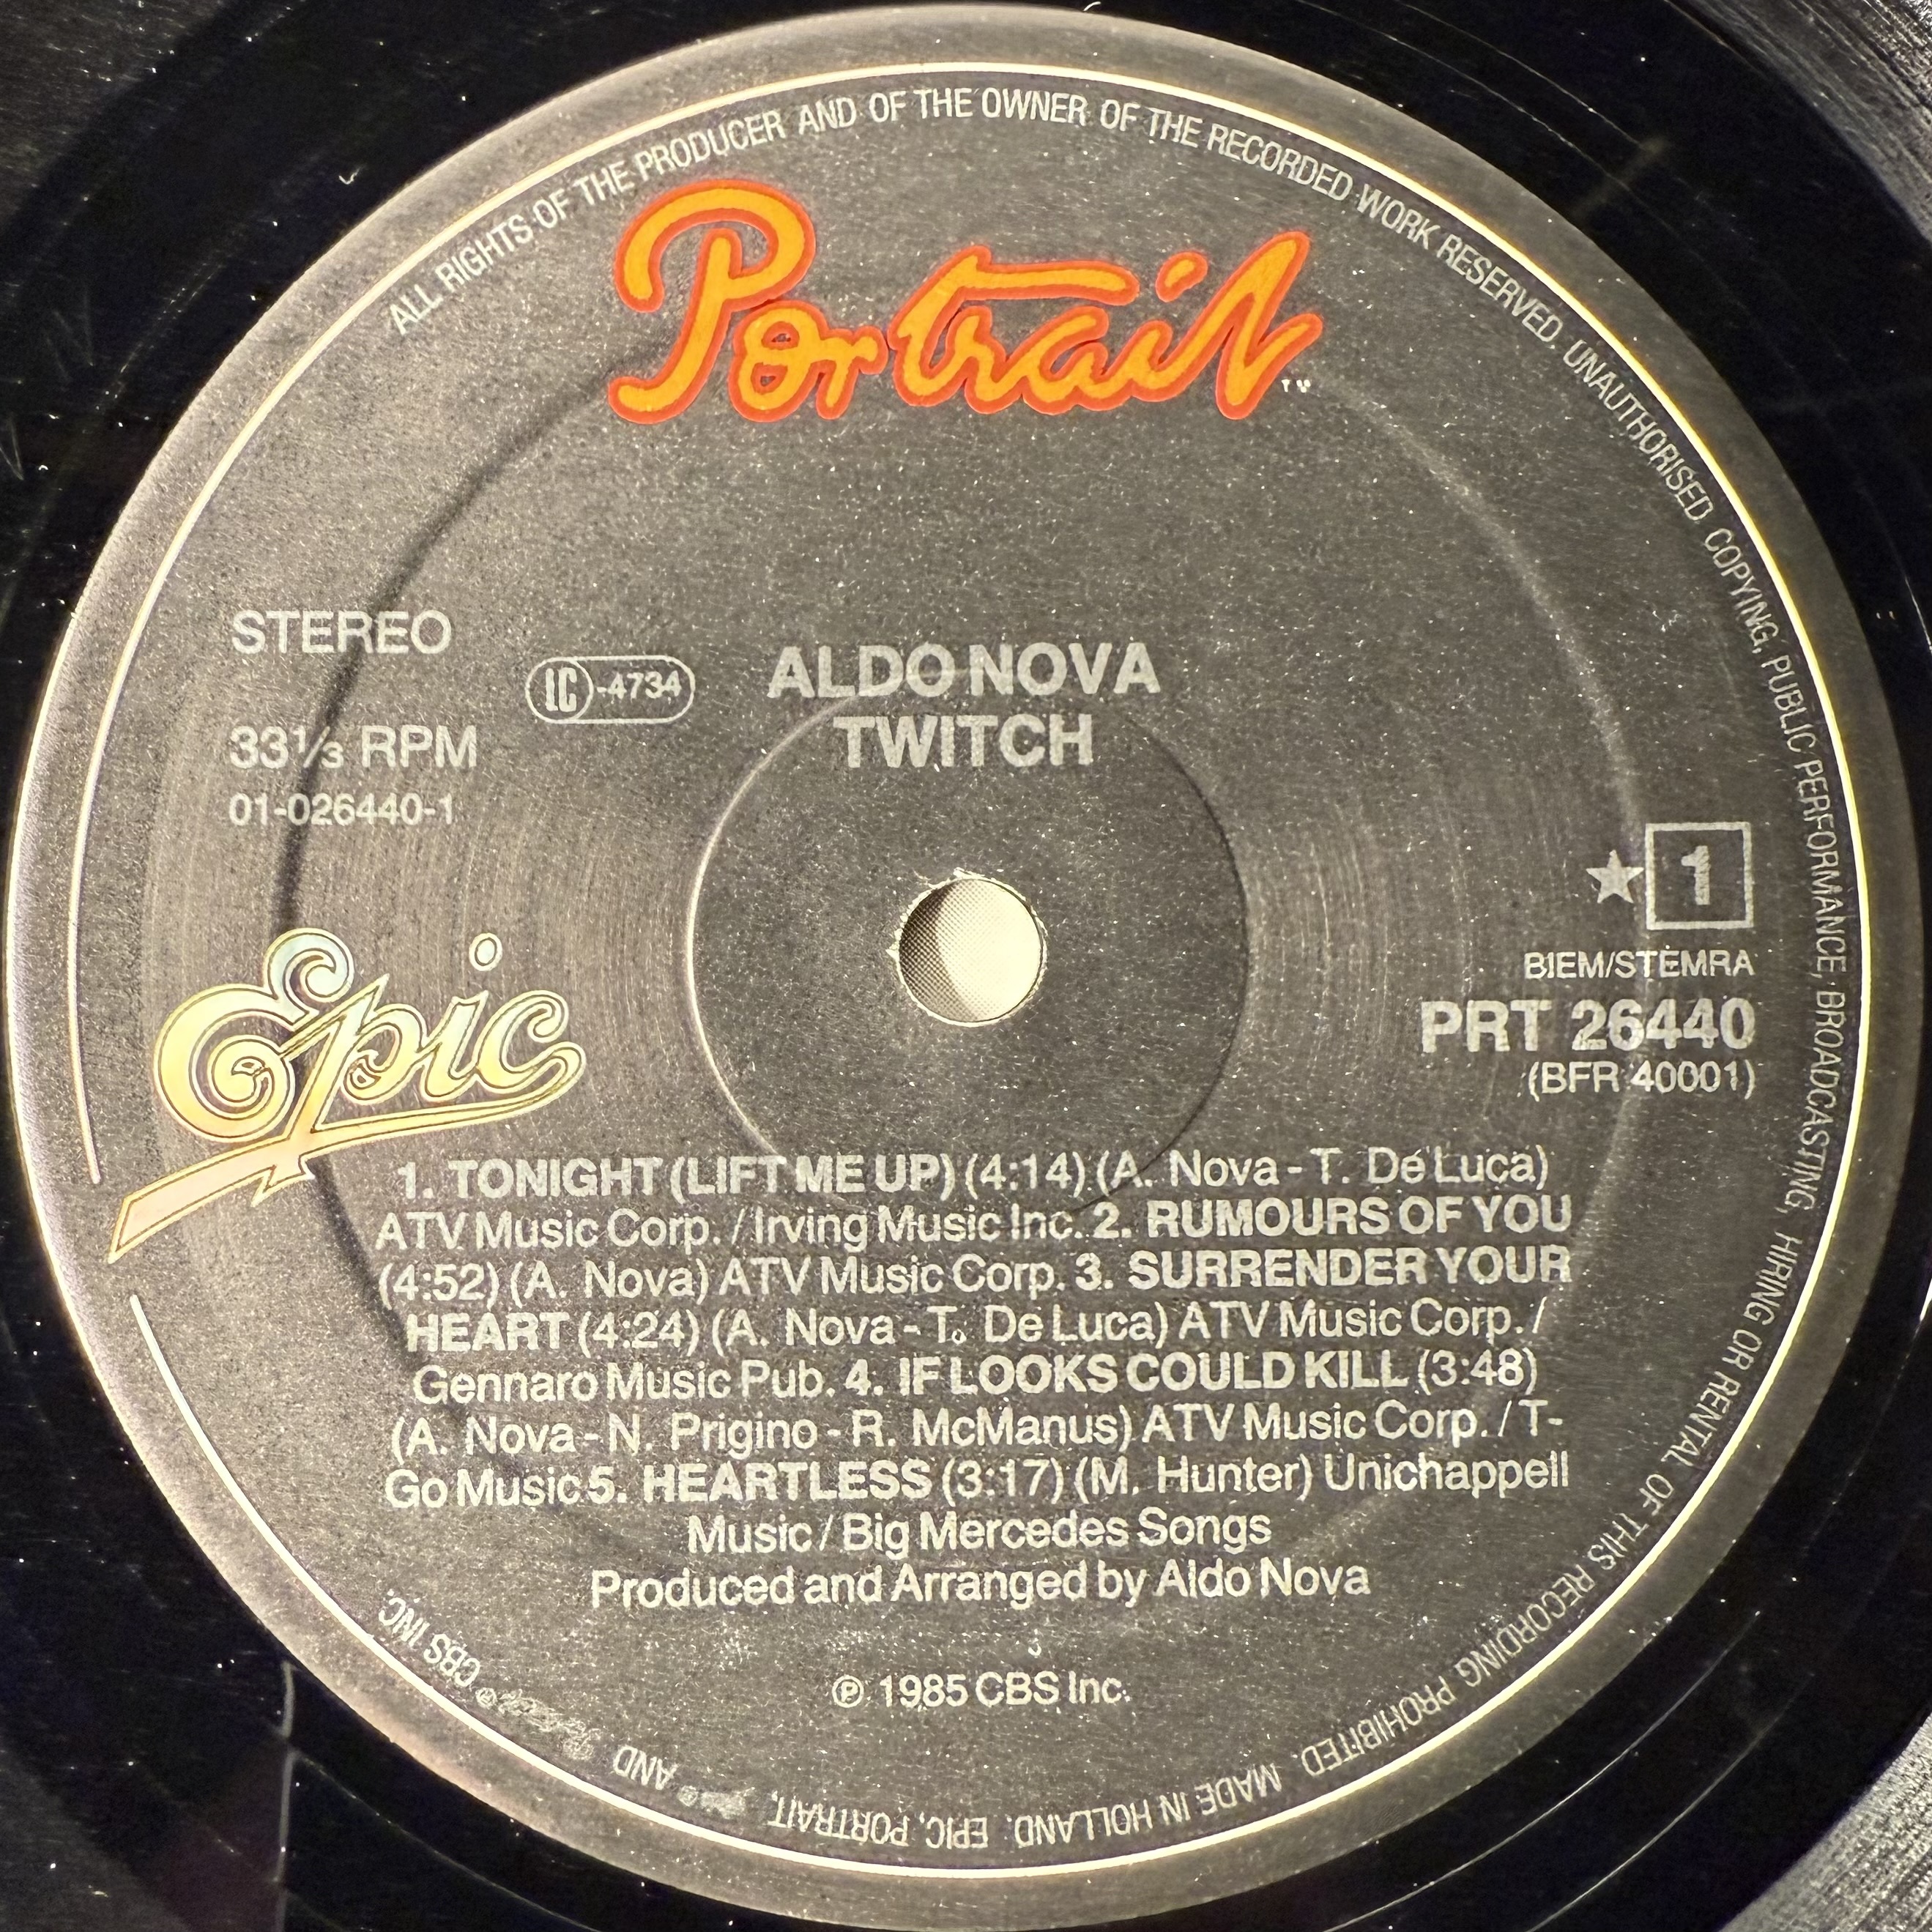 ALL RIGHTS OF THE PRODUCER AND OF THE OWNER OF THE RECORDED WORK RESERVED. UNAUTHORISED COPYING, PUBLIC PERFORMANCE, BROADCASTING, HIRING OR RENTAL OF THIS RECORDING PROHIBITED. MADE IN HOLLAND. EPIC, PORTRAIT, AND CBS INC.
Portrait TM
STEREO
LC-4734
33⅓ RPM
01-026440-1
ALDO NOVA
TWITCH
★ 1
BIEM/STEMRA
PRT 26440
(BFR 40001)
Epic
1. TONIGHT (LIFT ME UP) (4:14) (A. Nova - T. De Luca)
ATV Music Corp. / Irving Music Inc. 2. RUMOURS OF YOU
(4:52) (A. Nova) ATV Music Corp. 3. SURRENDER YOUR
HEART (4:24) (A. Nova - T. De Luca) ATV Music Corp. /
Gennaro Music Pub. 4. IF LOOKS COULD KILL (3:48)
(A. Nova - N. Prigino - R. McManus) ATV Music Corp. / T-
Go Music 5. HEARTLESS (3:17) (M. Hunter) Unichappell
Music / Big Mercedes Songs
Produced and Arranged by Aldo Nova
℗ 1985 CBS Inc.